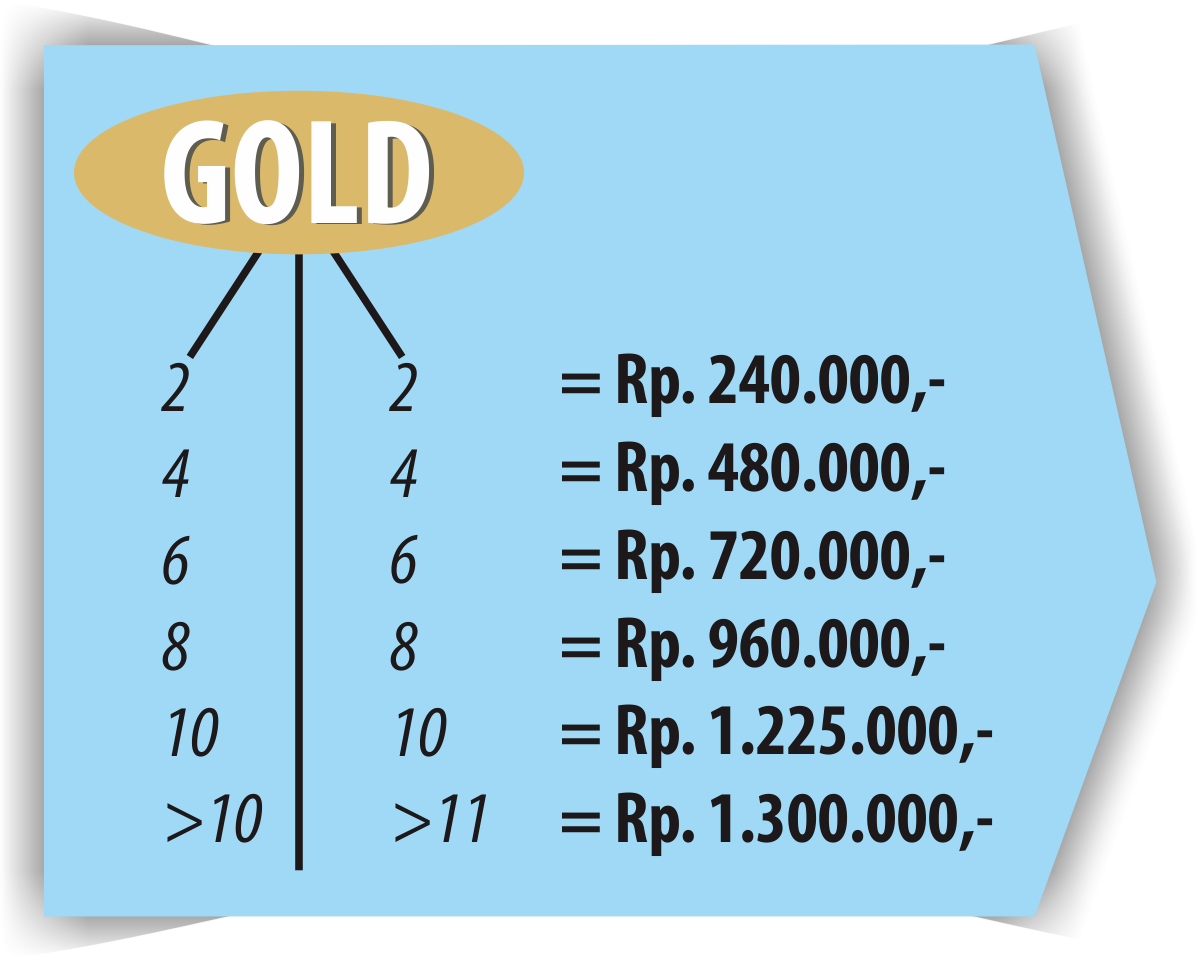 GOLD
2 2 = Rp. 240.000,-
4 4 = Rp. 480.000,-
6 6 = Rp. 720.000,-
8 8 = Rp. 960.000,-
10 10 = Rp. 1.225.000,-
>10 >11 = Rp. 1.300.000,-